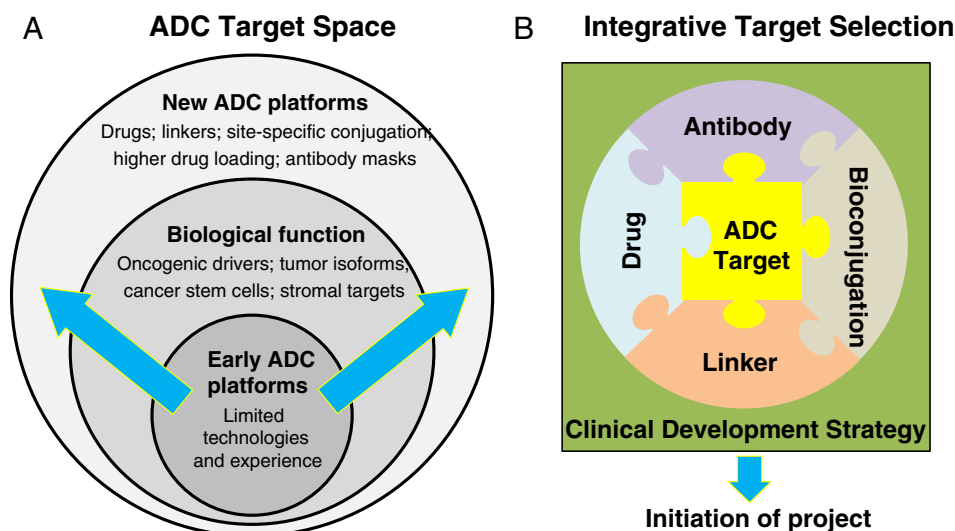 A
ADC Target Space
New ADC platforms
Drugs; linkers; site-specific conjugation;
higher drug loading; antibody masks
Biological function
Oncogenic drivers; tumor isoforms;
cancer stem cells; stromal targets
Early ADC
platforms
Limited
technologies
and experience
B
Integrative Target Selection
Antibody
Drug
ADC
Target
Bioconjugation
Linker
Clinical Development Strategy
Initiation of project